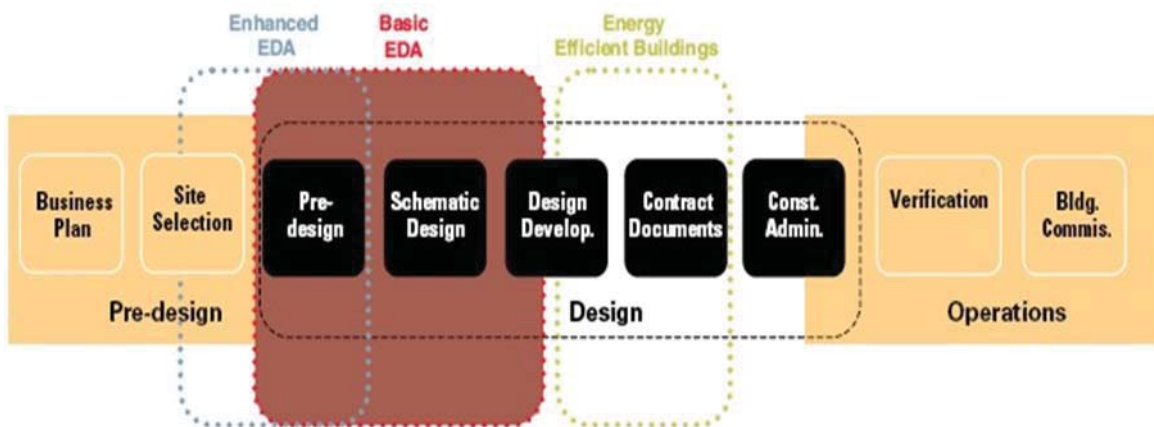 Enhanced
EDA
Basic
EDA
Energy
Efficient Buildings
Business
Plan
Site
Selection
Pre-
design
Schematic
Design
Design
Develop.
Contract
Documents
Const.
Admin.
Verification
Bldg.
Commis.
Pre-design
Design
Operations